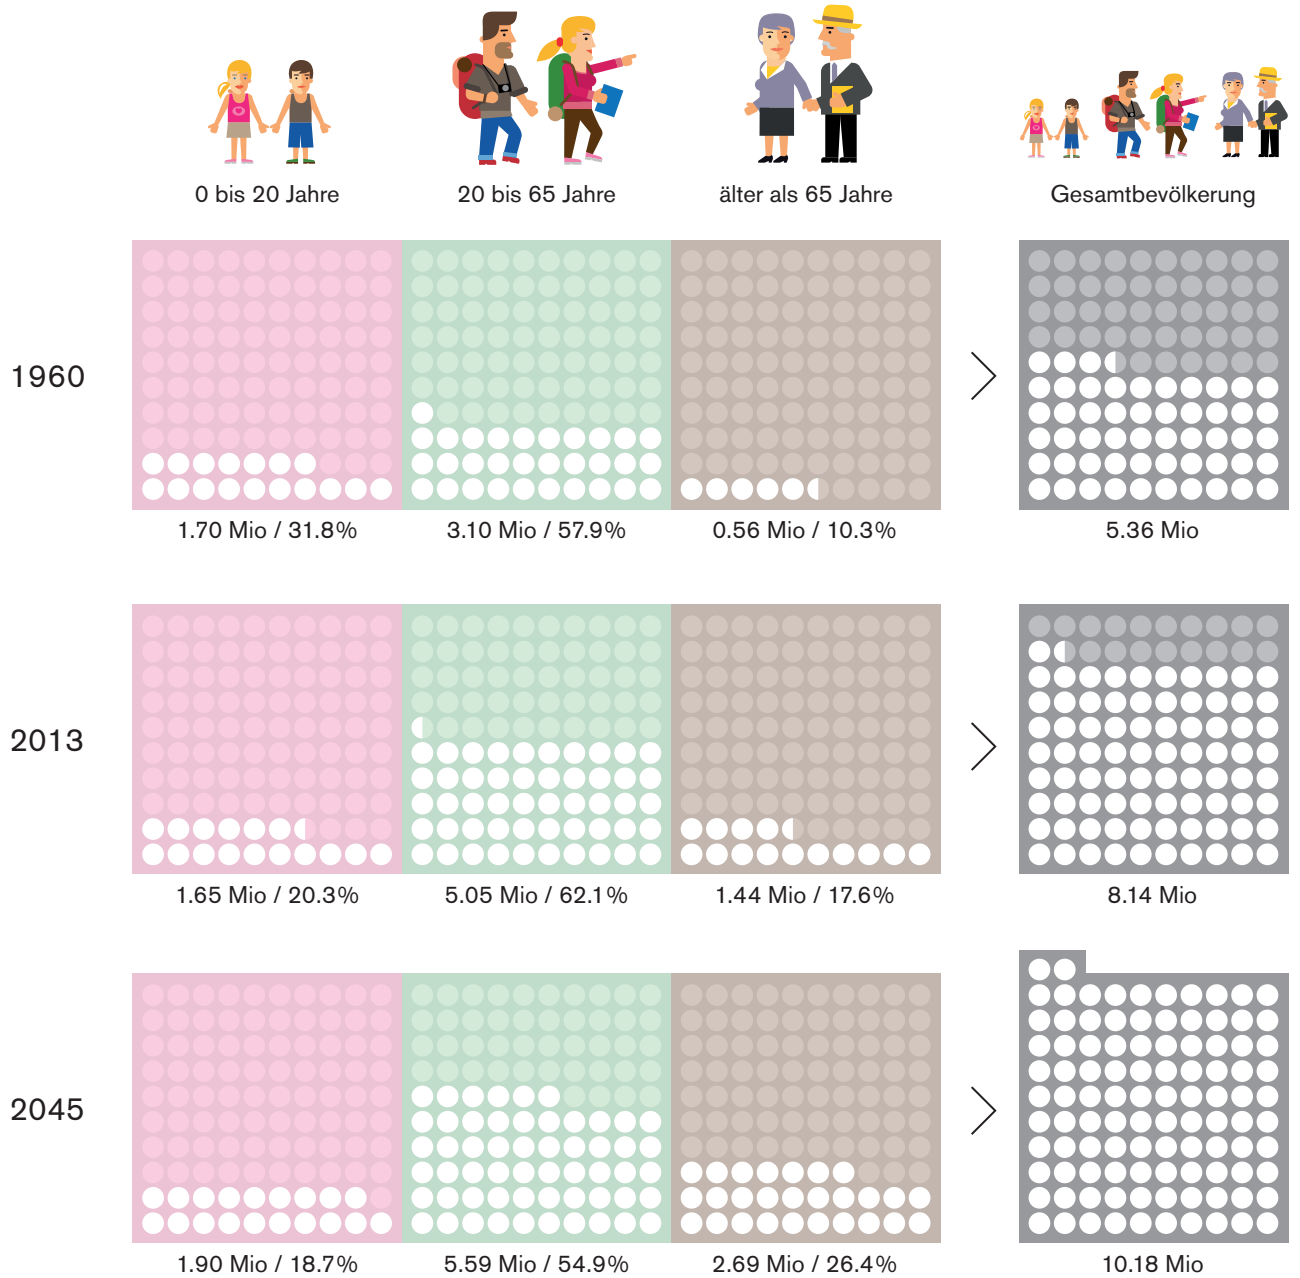 0 bis 20 Jahre
20 bis 65 Jahre
älter als 65 Jahre
Gesamtbevölkerung
1960
1.70 Mio / 31.8%
3.10 Mio / 57.9%
0.56 Mio / 10.3%
5.36 Mio
2013
1.65 Mio / 20.3%
5.05 Mio / 62.1%
1.44 Mio / 17.6%
8.14 Mio
2045
1.90 Mio / 18.7%
5.59 Mio / 54.9%
2.69 Mio / 26.4%
10.18 Mio